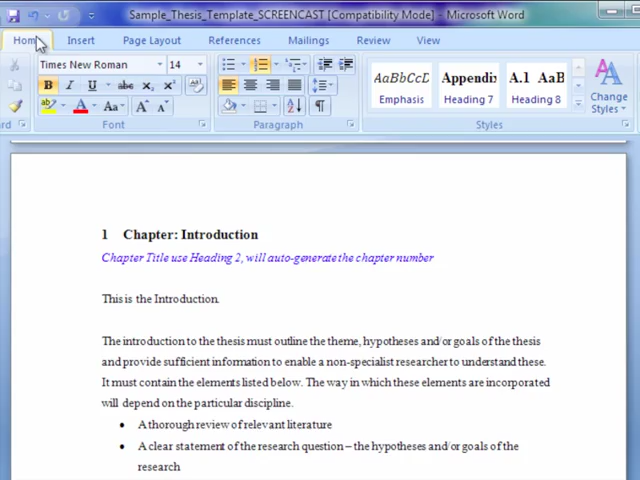 Sample_Thesis_Template_SCREENCAST [Compatibility Mode] - Microsoft Word
Home Insert Page Layout References Mailings Review View
Times New Roman 14
B I U abc x₂ x² Aa A A
AaBbCcD Appendix A.1 AaB
Emphasis Heading 7 Heading 8 Change Styles
Font Paragraph Styles
1 Chapter: Introduction
Chapter Title use Heading 2, will auto-generate the chapter number
This is the Introduction.
The introduction to the thesis must outline the theme, hypotheses and/or goals of the thesis
and provide sufficient information to enable a non-specialist researcher to understand these.
It must contain the elements listed below. The way in which these elements are incorporated
will depend on the particular discipline.
• A thorough review of relevant literature
• A clear statement of the research question – the hypotheses and/or goals of the
research